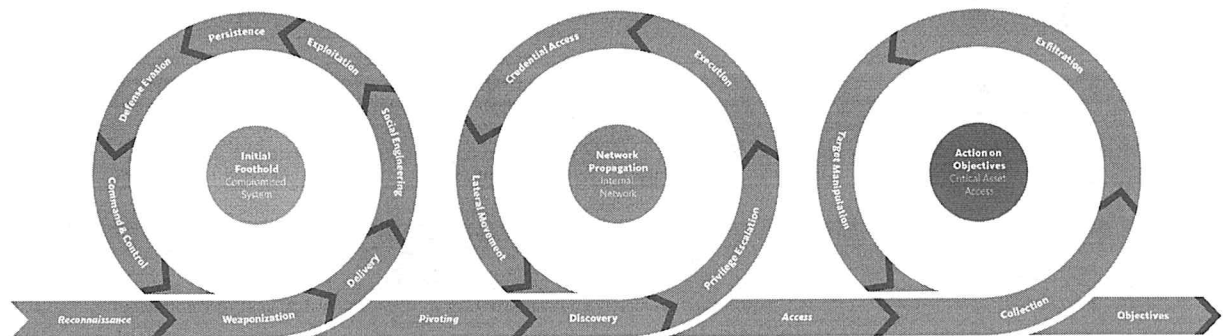 Reconnaissance
Weaponization
Delivery
Social Engineering
Exploitation
Persistence
Defense Evasion
Command & Control
Initial
Foothold
Compromised
System
Pivoting
Discovery
Privilege Escalation
Execution
Credential Access
Lateral Movement
Network
Propagation
Internal
Network
Access
Collection
Exfiltration
Target Manipulation
Action on
Objectives
Critical Asset
Access
Objectives